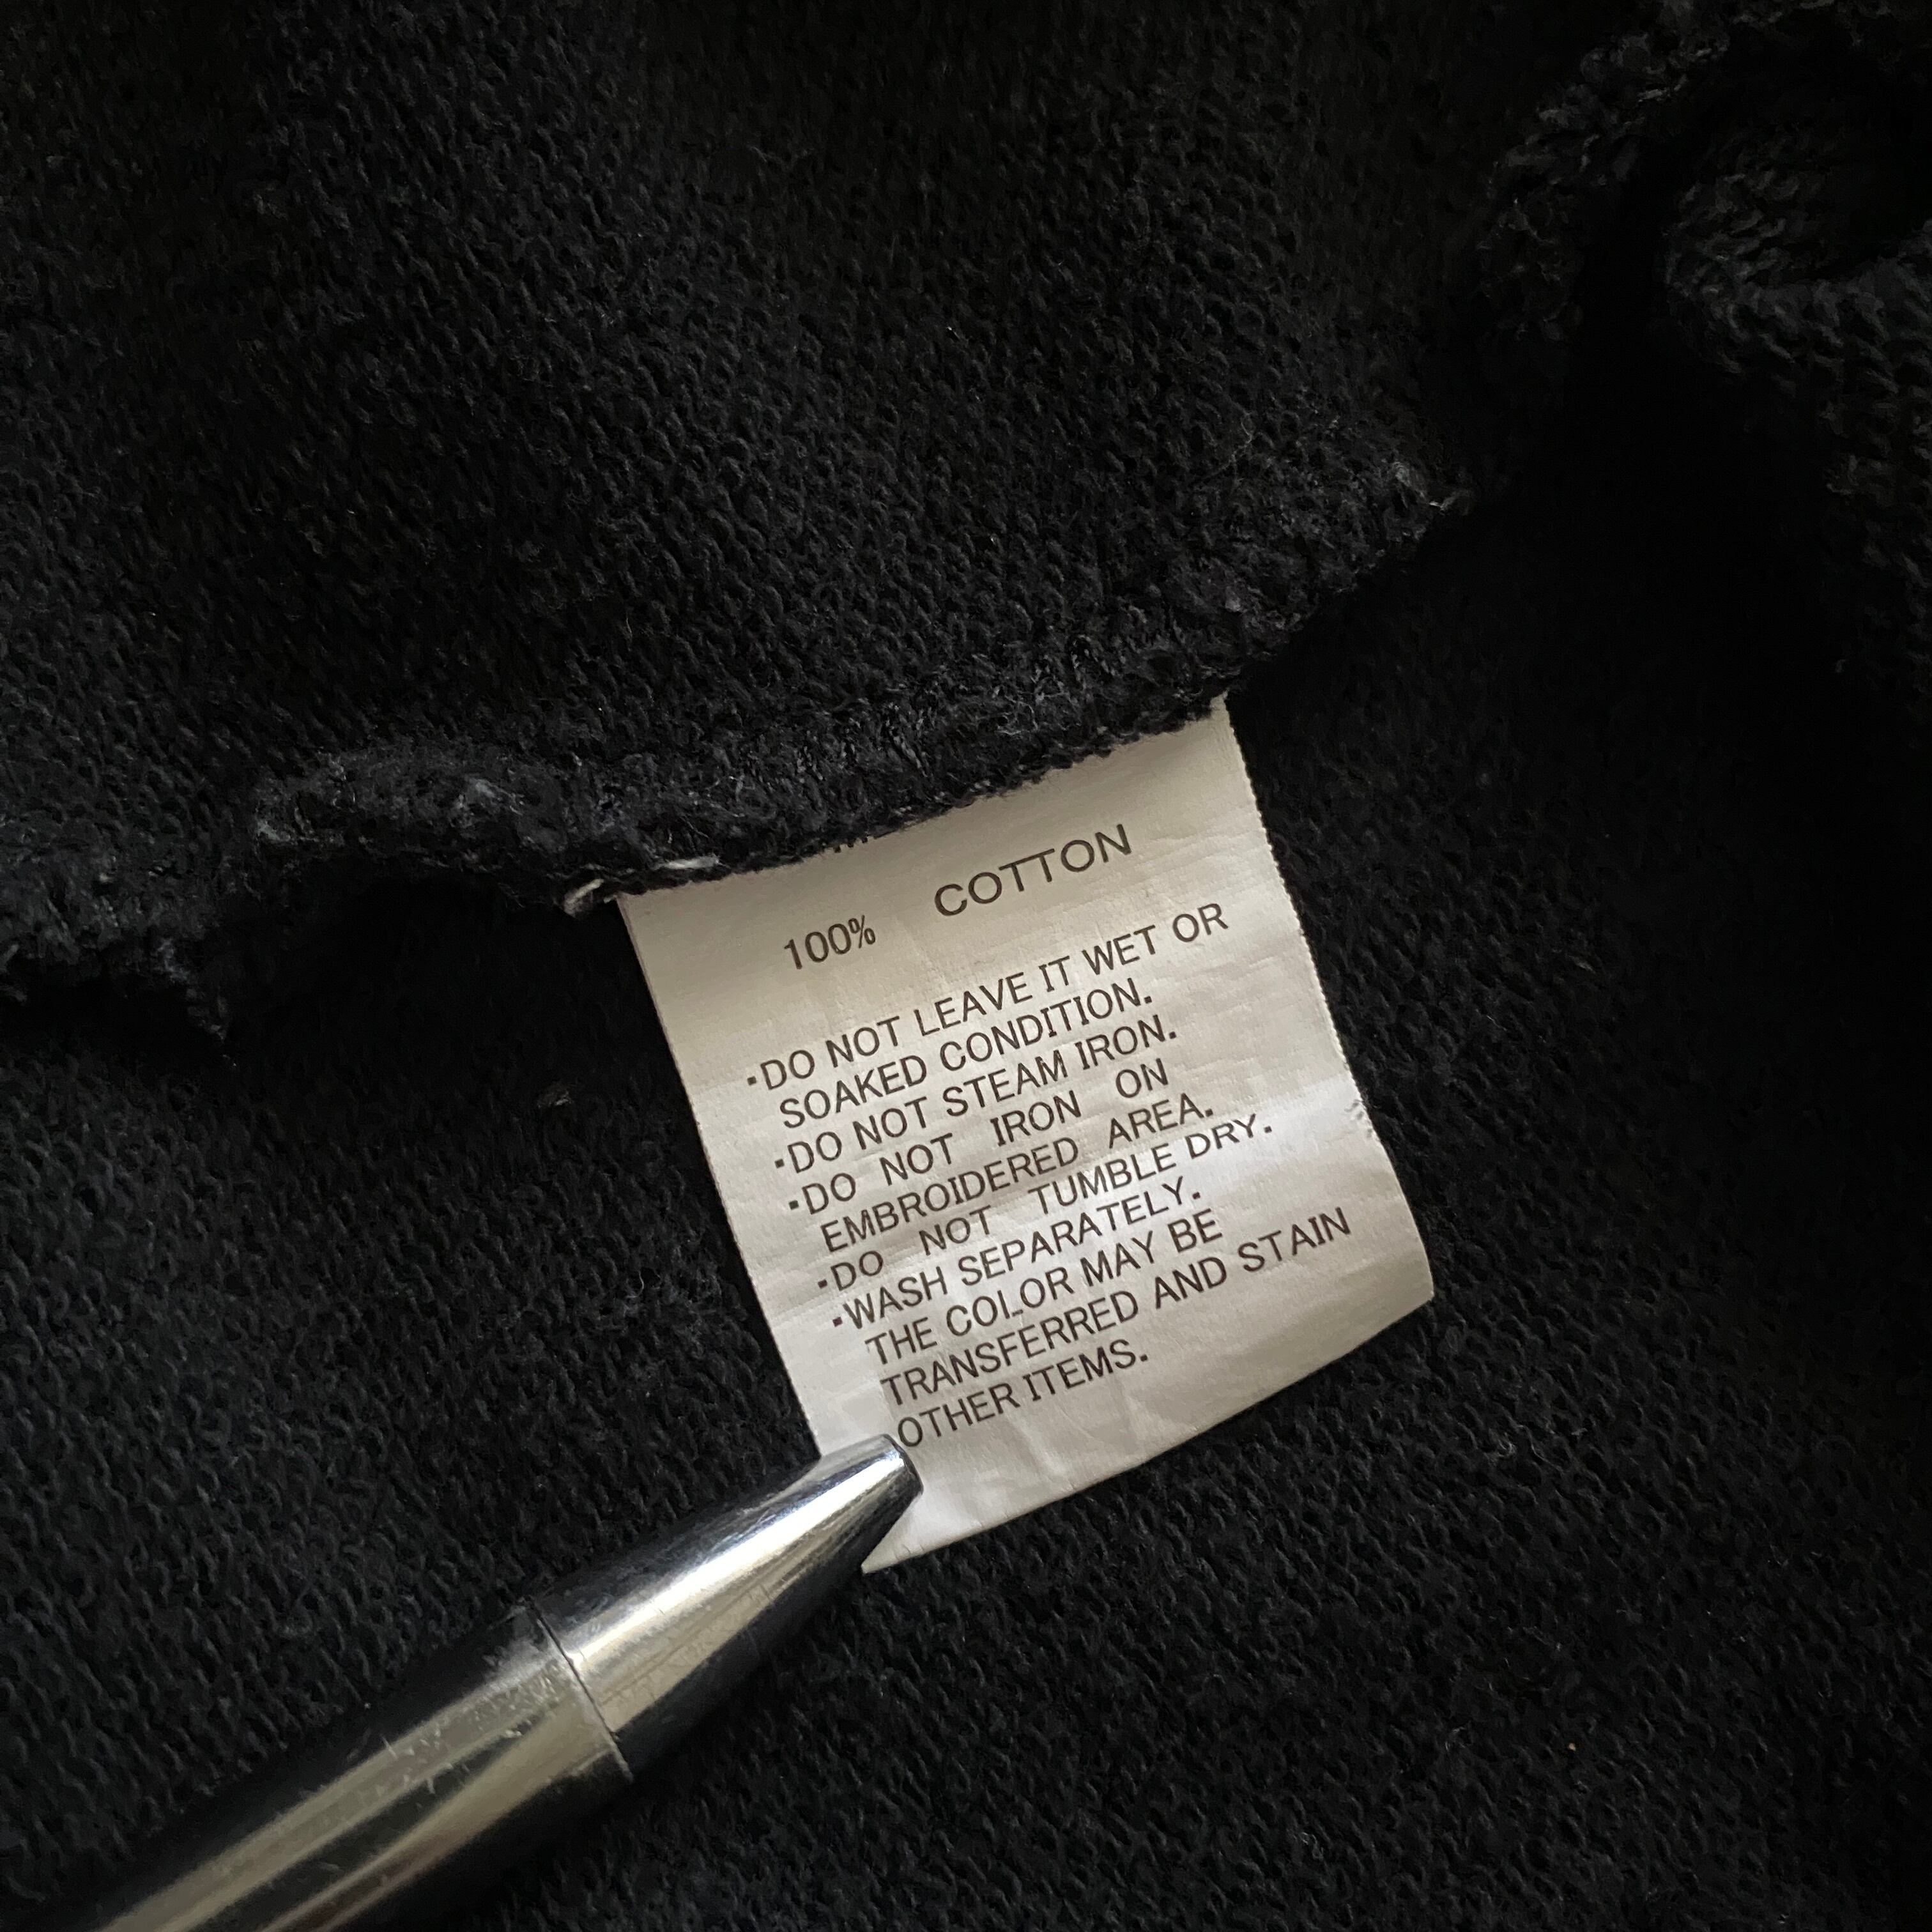 100% COTTON
・DO NOT LEAVE IT WET OR
SOAKED CONDITION.
・DO NOT STEAM IRON.
・DO NOT IRON ON
EMBROIDERED AREA.
・DO NOT TUMBLE DRY.
・WASH SEPARATELY.
THE COLOR MAY BE
TRANSFERRED AND STAIN
OTHER ITEMS.